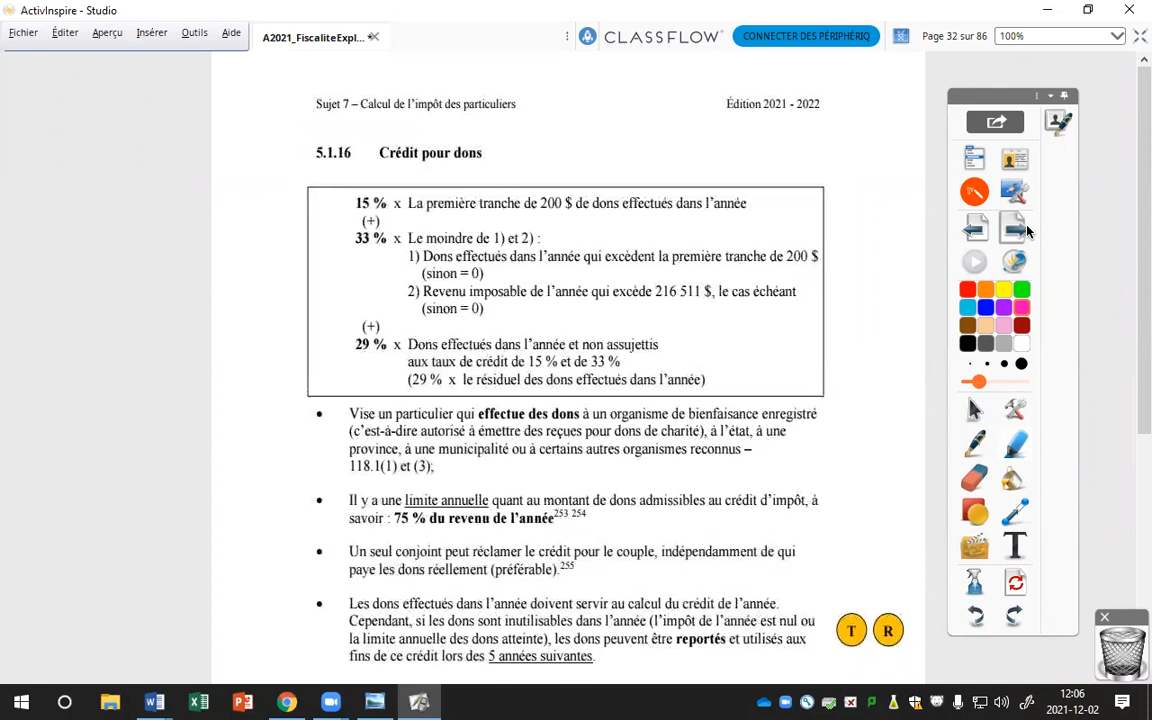 ActivInspire - Studio
Fichier Éditer Aperçu Insérer Outils Aide
A2021_FiscaliteExpl...
CLASSFLOW
CONNECTER DES PÉRIPHÉRIQ
Page 32 sur 86
100%
Sujet 7 – Calcul de l'impôt des particuliers
Édition 2021 - 2022
5.1.16 Crédit pour dons
15 % x La première tranche de 200 $ de dons effectués dans l'année
(+)
33 % x Le moindre de 1) et 2) :
1) Dons effectués dans l'année qui excèdent la première tranche de 200 $
(sinon = 0)
2) Revenu imposable de l'année qui excède 216 511 $, le cas échéant
(sinon = 0)
(+)
29 % x Dons effectués dans l'année et non assujettis
aux taux de crédit de 15 % et de 33 %
(29 % x le résiduel des dons effectués dans l'année)
• Vise un particulier qui effectue des dons à un organisme de bienfaisance enregistré
(c'est-à-dire autorisé à émettre des reçues pour dons de charité), à l'état, à une
province, à une municipalité ou à certains autres organismes reconnus –
118.1(1) et (3);
• Il y a une limite annuelle quant au montant de dons admissibles au crédit d'impôt, à
savoir : 75 % du revenu de l'année253 254
• Un seul conjoint peut réclamer le crédit pour le couple, indépendamment de qui
paye les dons réellement (préférable).255
• Les dons effectués dans l'année doivent servir au calcul du crédit de l'année.
Cependant, si les dons sont inutilisables dans l'année (l'impôt de l'année est nul ou
la limite annuelle des dons atteinte), les dons peuvent être reportés et utilisés aux
fins de ce crédit lors des 5 années suivantes.
T R
T
12:06
2021-12-02